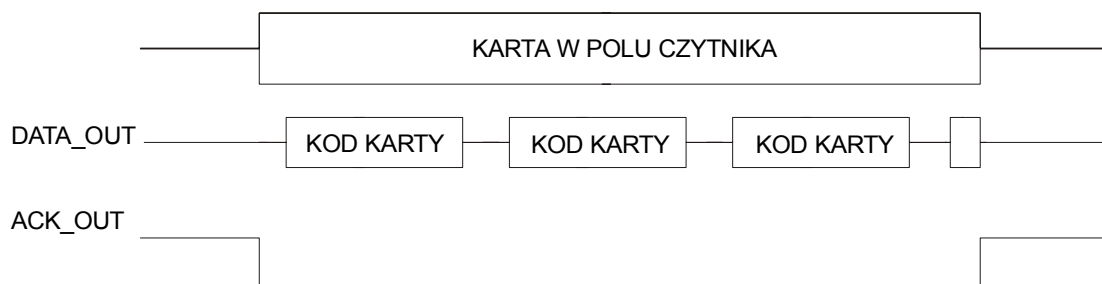 KARTA W POLU CZYTNIKA
DATA_OUT
KOD KARTY
KOD KARTY
KOD KARTY
ACK_OUT